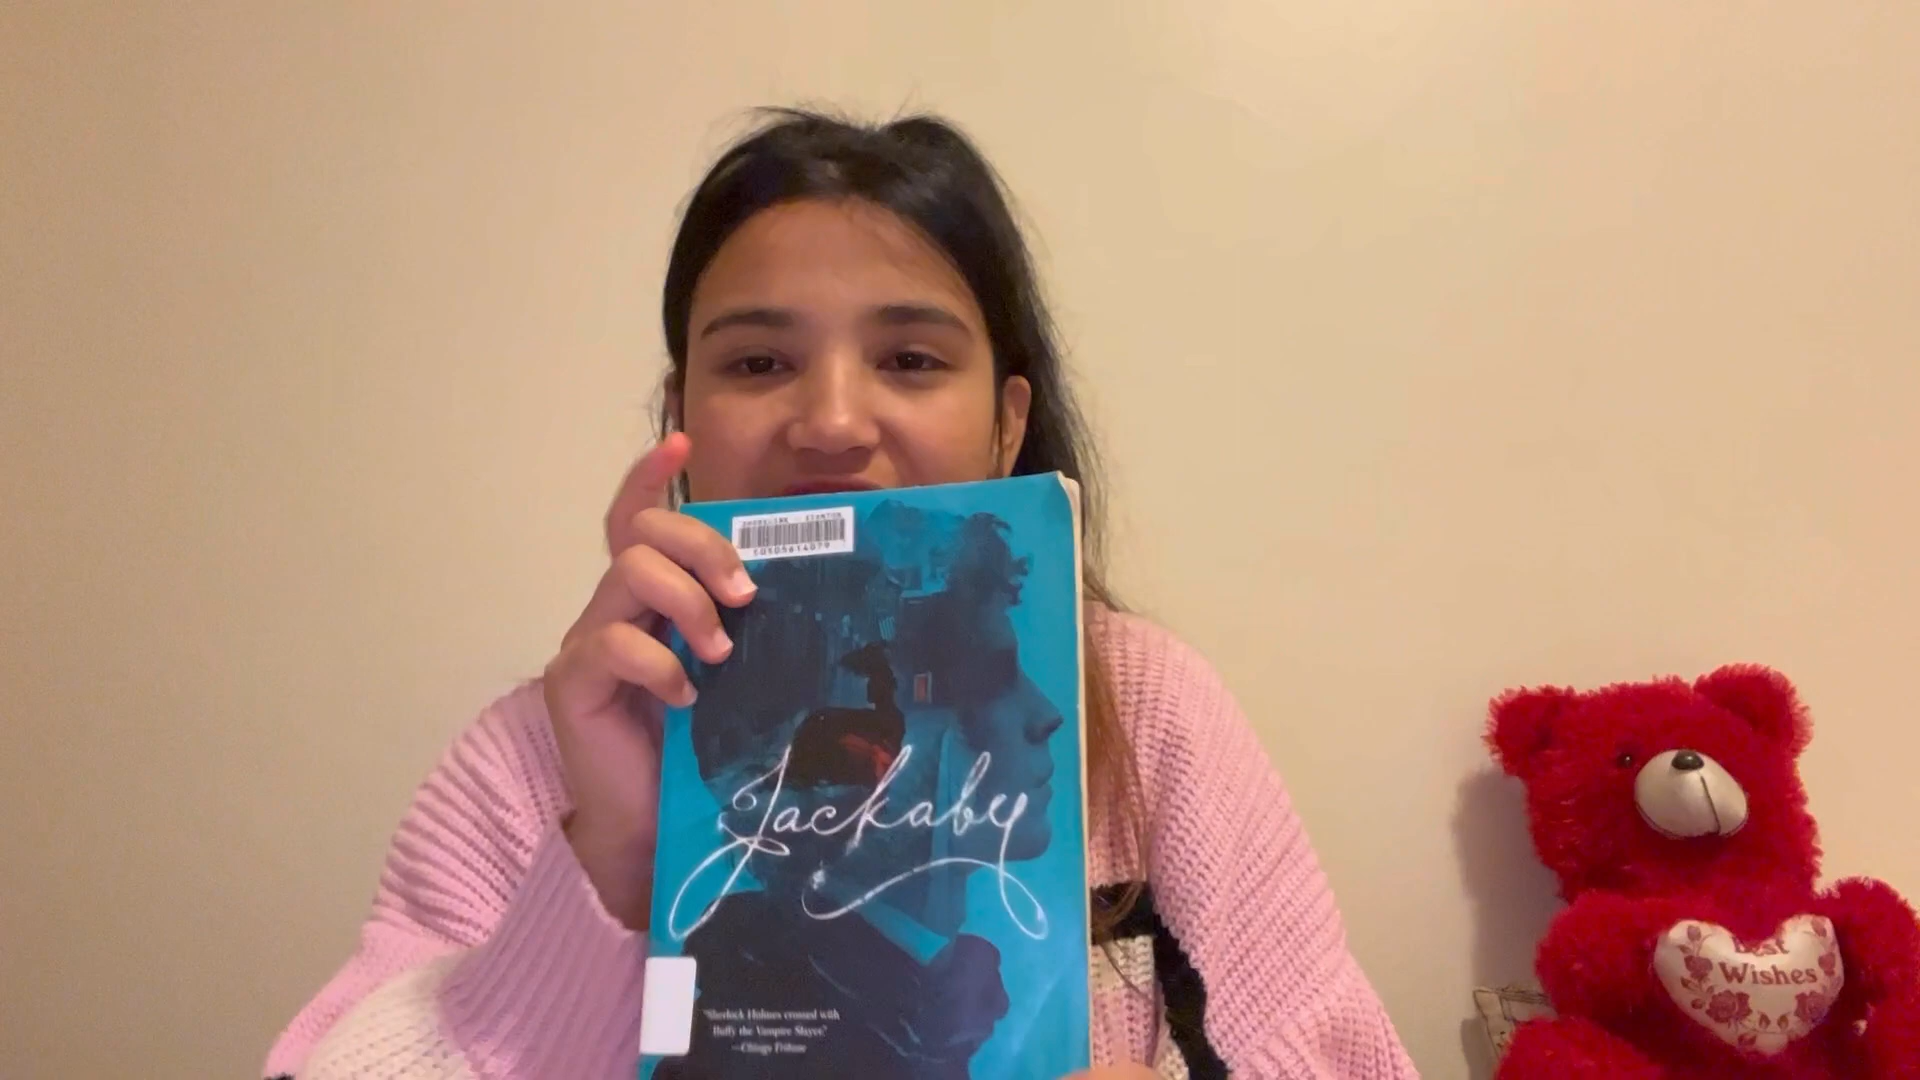 Jackaby
"Sherlock Holmes crossed with
Buffy the Vampire Slayer."
—Chicago Tribune
Best
Wishes